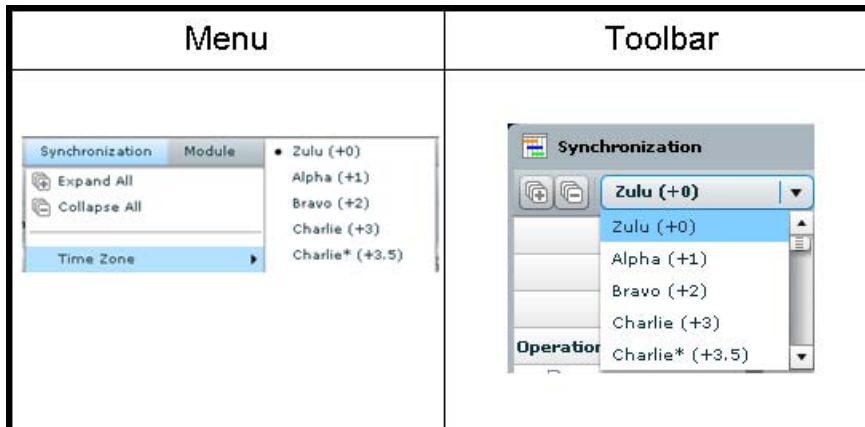 Menu
Toolbar
Synchronization Module
Expand All
Collapse All
Time Zone
• Zulu (+0)
Alpha (+1)
Bravo (+2)
Charlie (+3)
Charlie* (+3.5)
Synchronization
Zulu (+0)
Zulu (+0)
Alpha (+1)
Bravo (+2)
Charlie (+3)
Charlie* (+3.5)
Operation